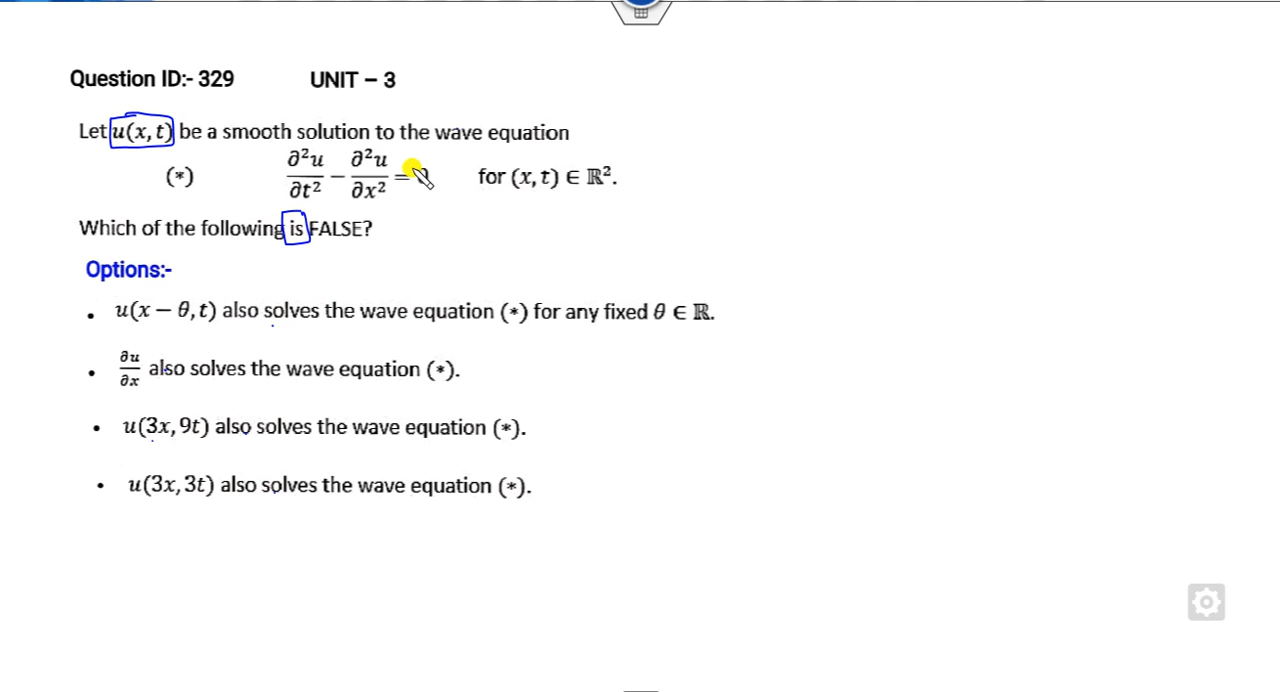 Question ID:- 329 UNIT – 3
Let u(x, t) be a smooth solution to the wave equation
(*) ∂²u/∂t² − ∂²u/∂x² = for (x, t) ∈ ℝ².
Which of the following is FALSE?
Options:-
• u(x − θ, t) also solves the wave equation (*) for any fixed θ ∈ ℝ.
• ∂u/∂x also solves the wave equation (*).
• u(3x, 9t) also solves the wave equation (*).
• u(3x, 3t) also solves the wave equation (*).